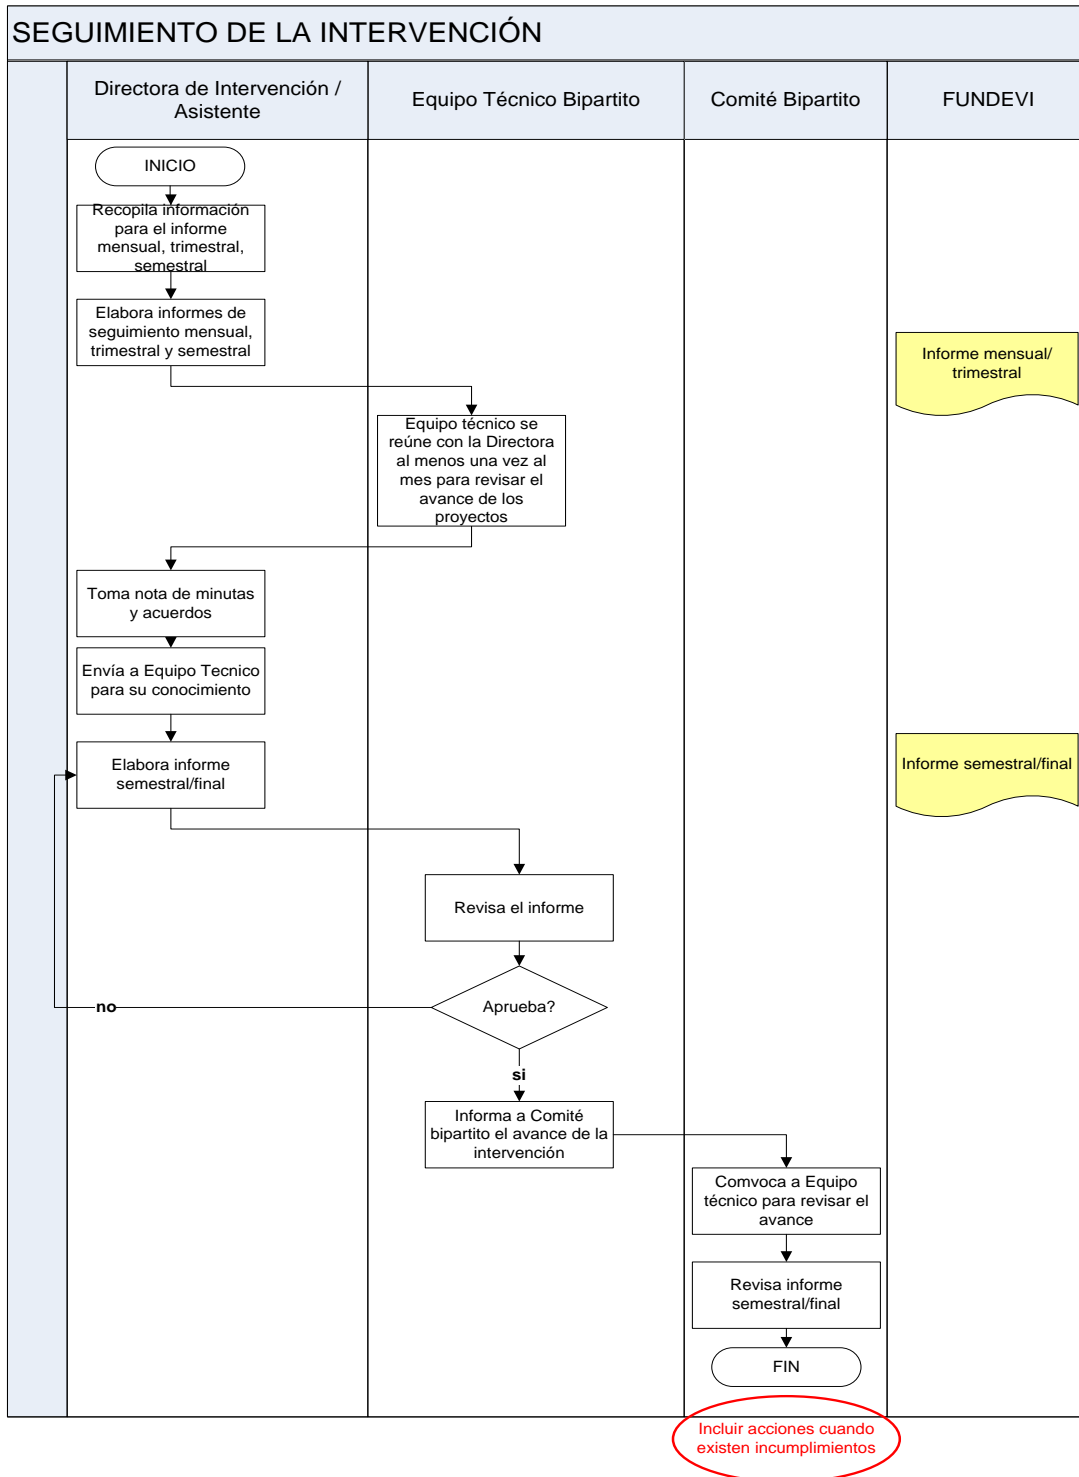 SEGUIMIENTO DE LA INTERVENCIÓN
Directora de Intervención /
Asistente
Equipo Técnico Bipartito
Comité Bipartito
FUNDEVI
INICIO
Recopila información
para el informe
mensual, trimestral,
semestral
Elabora informes de
seguimiento mensual,
trimestral y semestral
Informe mensual/
trimestral
Equipo técnico se
reúne con la Directora
al menos una vez al
mes para revisar el
avance de los
proyectos
Toma nota de minutas
y acuerdos
Envía a Equipo Tecnico
para su conocimiento
Elabora informe
semestral/final
Informe semestral/final
Revisa el informe
Aprueba?
no
si
Informa a Comité
bipartito el avance de la
intervención
Comvoca a Equipo
técnico para revisar el
avance
Revisa informe
semestral/final
FIN
Incluir acciones cuando
existen incumplimientos